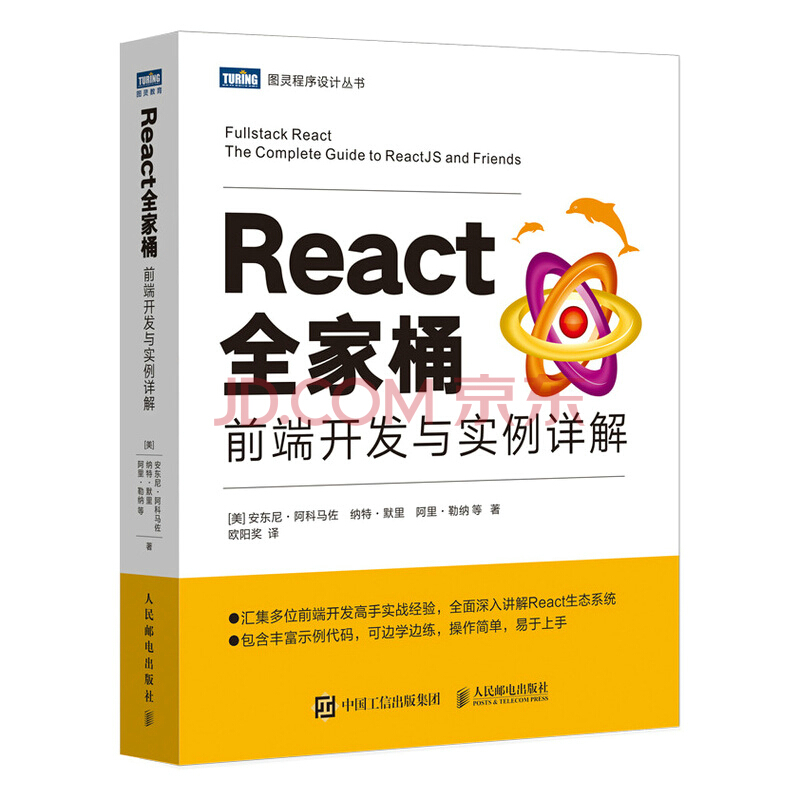 TURING
图灵教育
React全家桶
前端开发与实例详解
[美]
安东尼·阿科马佐
纳特·默里
阿里·勒纳 等
著
人民邮电出版社
TURING 图灵程序设计丛书
Fullstack React
The Complete Guide to ReactJS and Friends
React
全家桶
JD.COM 京东
前端开发与实例详解
[美] 安东尼·阿科马佐 纳特·默里 阿里·勒纳 等 著
欧阳奖 译
●汇集多位前端开发高手实战经验，全面深入讲解React生态系统
●包含丰富示例代码，可边学边练，操作简单，易于上手
中国工信出版集团 人民邮电出版社
POSTS & TELECOM PRESS